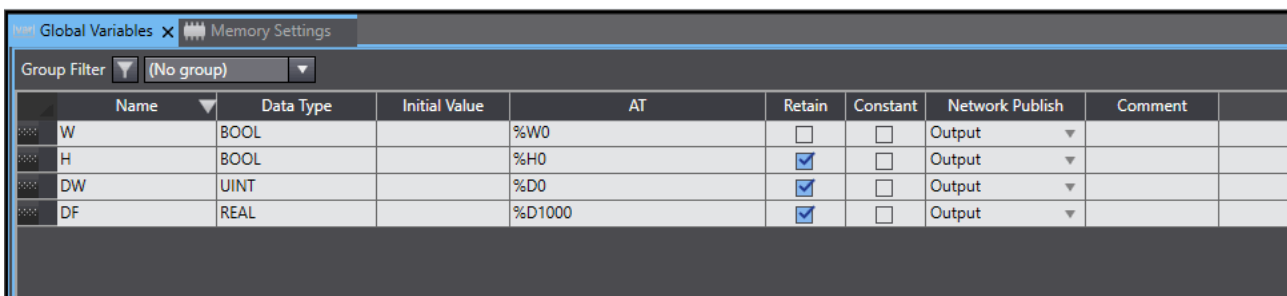 Global Variables Memory Settings
Group Filter (No group)
Name Data Type Initial Value AT Retain Constant Network Publish Comment
W BOOL %W0 Output
H BOOL %H0 Output
DW UINT %D0 Output
DF REAL %D1000 Output